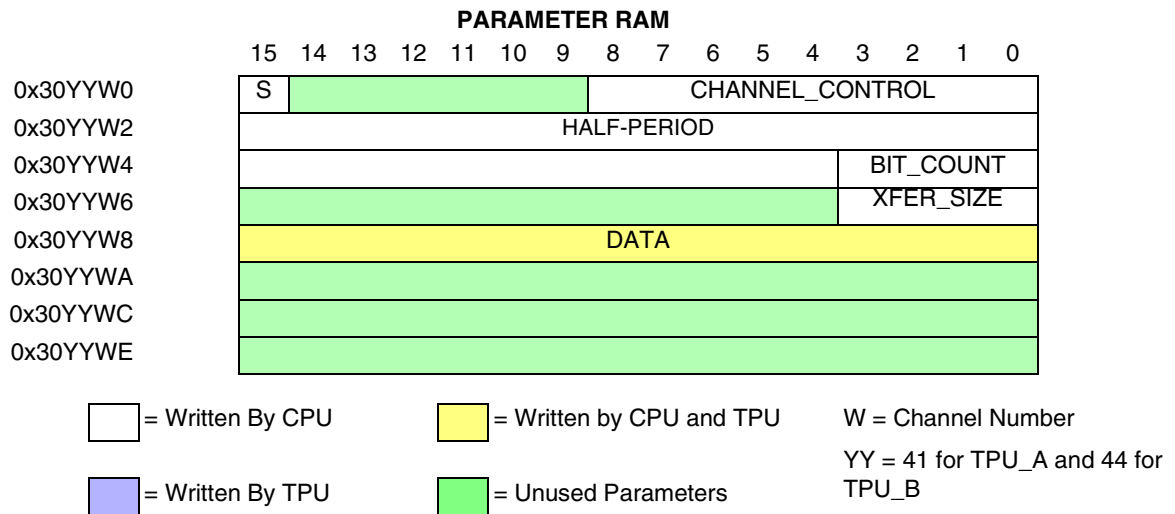 PARAMETER RAM
15 14 13 12 11 10 9 8 7 6 5 4 3 2 1 0
0x30YYW0 S CHANNEL_CONTROL
0x30YYW2 HALF-PERIOD
0x30YYW4 BIT_COUNT
0x30YYW6 XFER_SIZE
0x30YYW8 DATA
0x30YYWA
0x30YYWC
0x30YYWE
= Written By CPU = Written by CPU and TPU W = Channel Number
YY = 41 for TPU_A and 44 for
= Written By TPU = Unused Parameters TPU_B